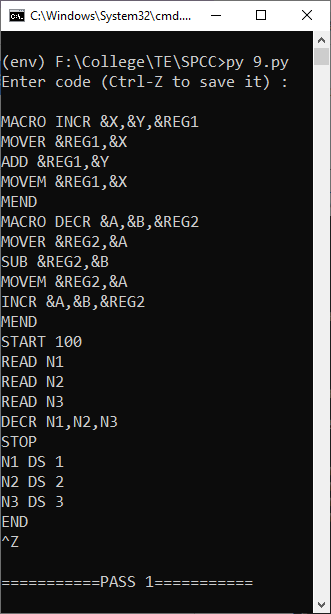 C:\Windows\System32\cmd....
(env) F:\College\TE\SPCC>py 9.py
Enter code (Ctrl-Z to save it) :
MACRO INCR &X,&Y,&REG1
MOVER &REG1,&X
ADD &REG1,&Y
MOVEM &REG1,&X
MEND
MACRO DECR &A,&B,&REG2
MOVER &REG2,&A
SUB &REG2,&B
MOVEM &REG2,&A
INCR &A,&B,&REG2
MEND
START 100
READ N1
READ N2
READ N3
DECR N1,N2,N3
STOP
N1 DS 1
N2 DS 2
N3 DS 3
END
^Z
===========PASS 1===========